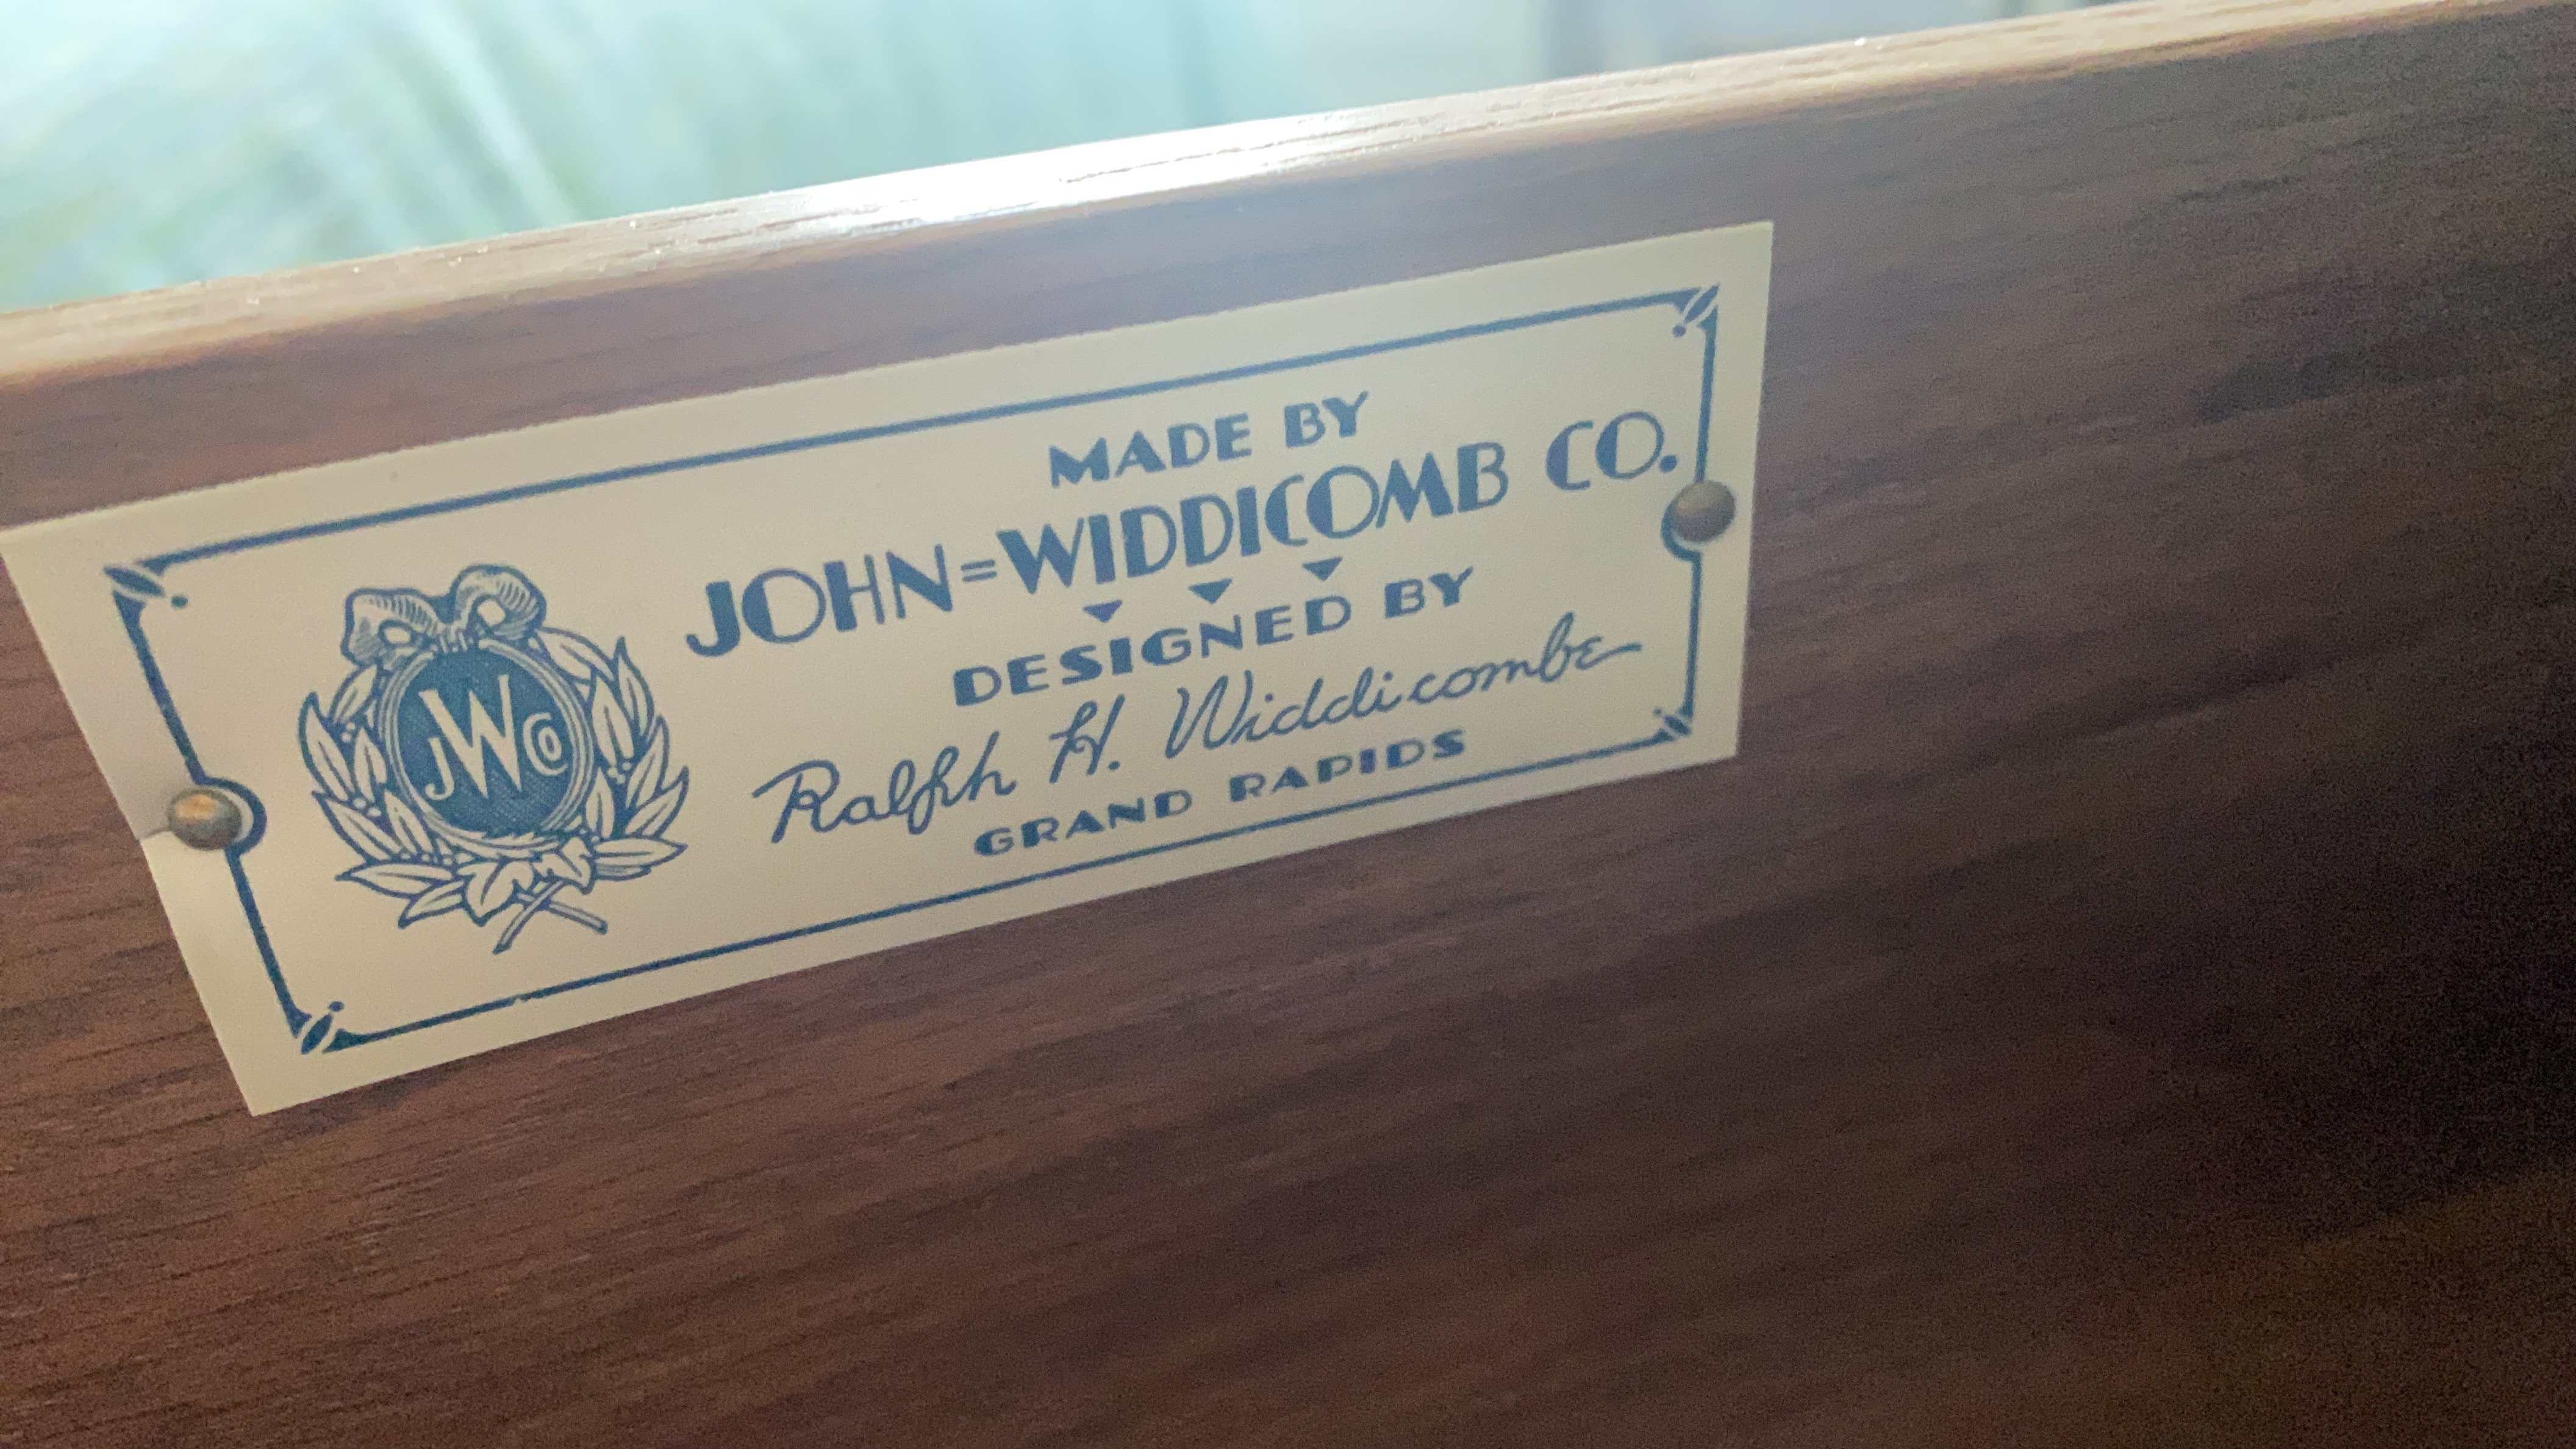 MADE BY
JOHN=WIDDICOMB CO.
DESIGNED BY
Ralph H. Widdicombe
GRAND RAPIDS
JWCO